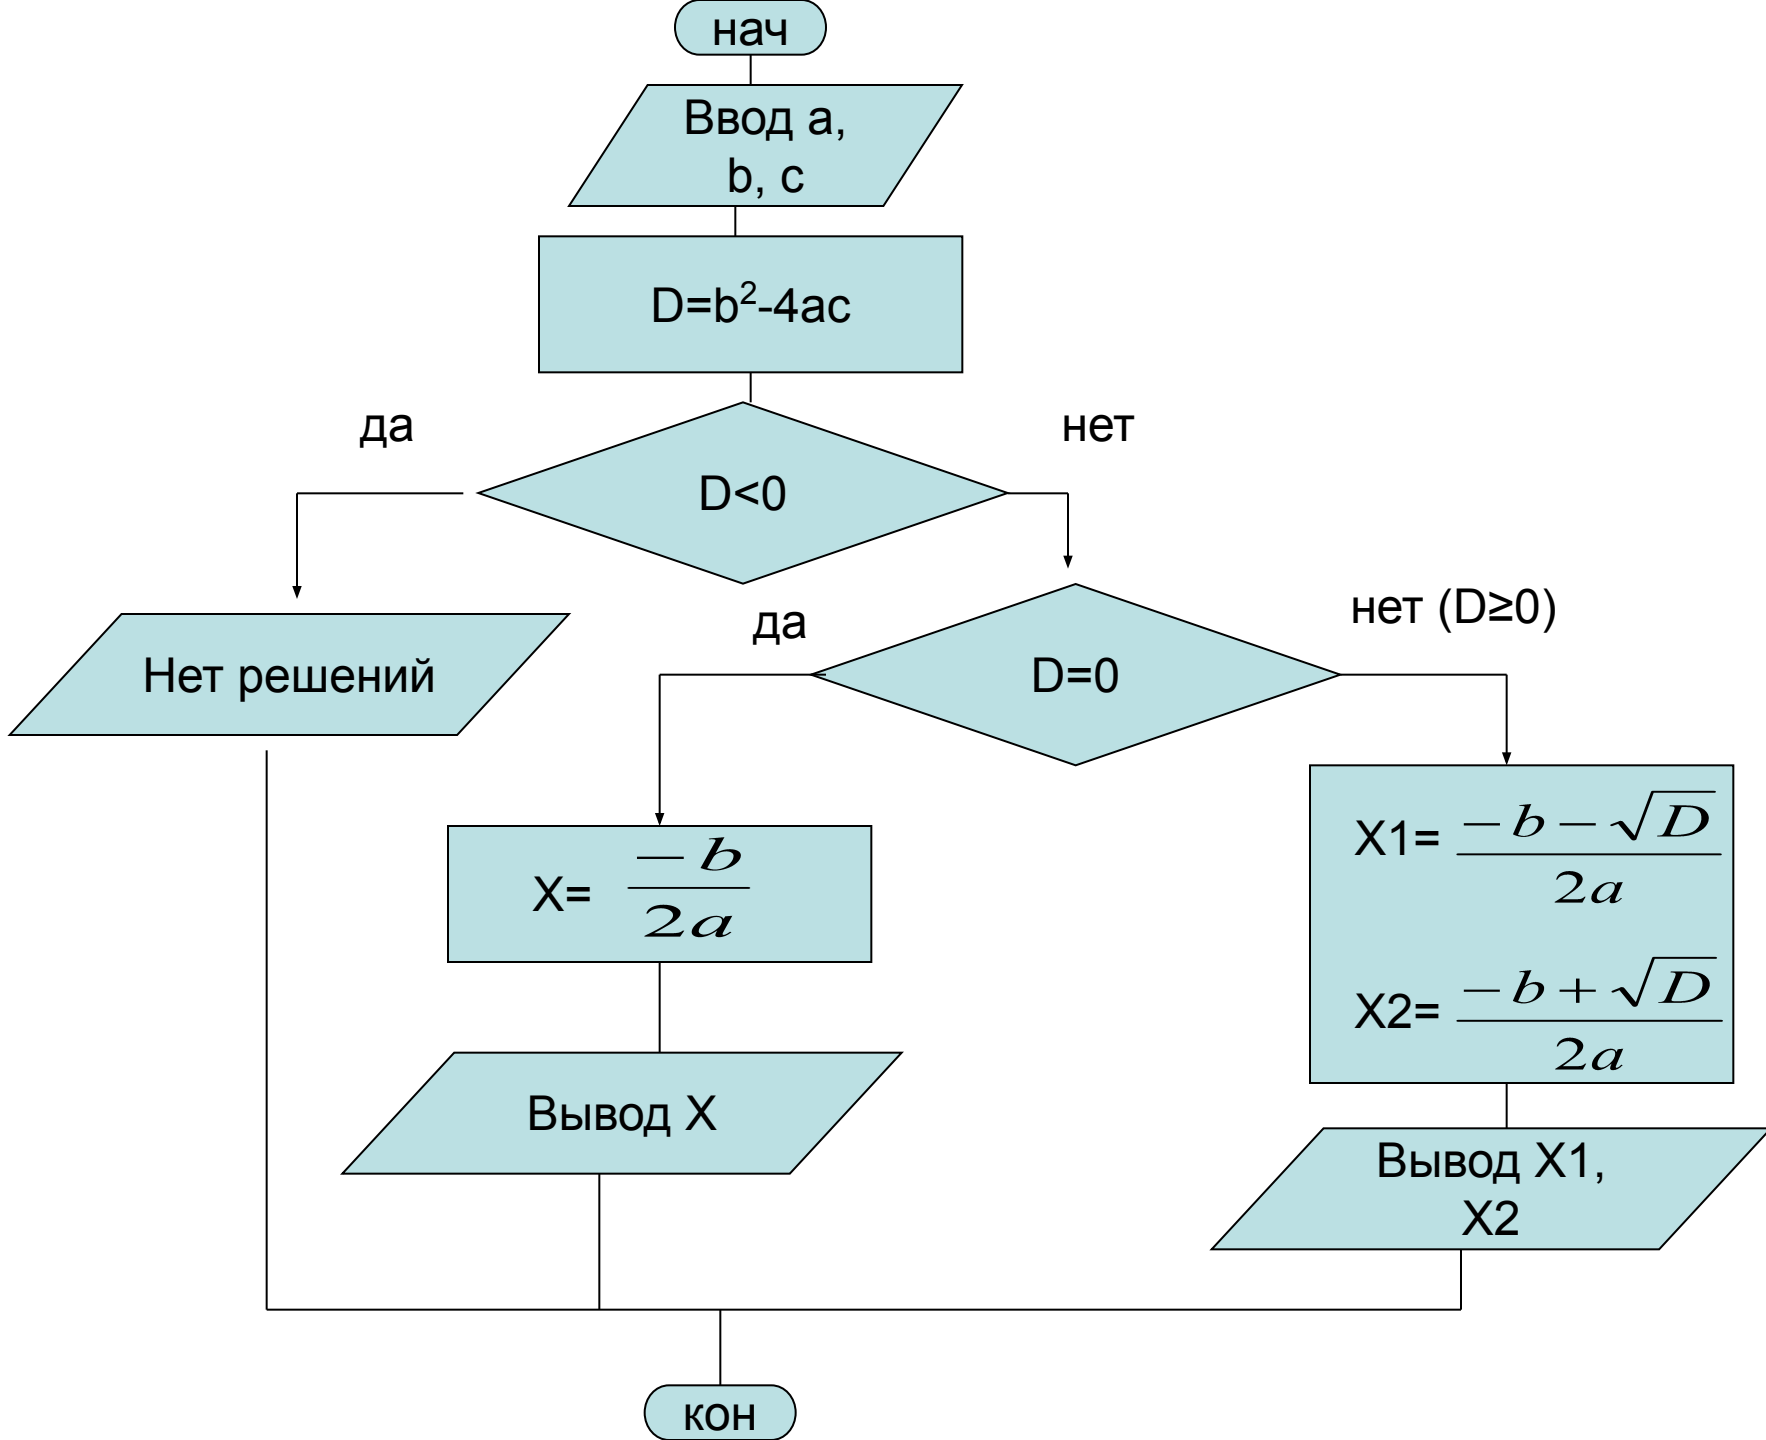 нач
Ввод a,
b, c
D=b²-4ac
да
нет
D<0
нет (D≥0)
да
D=0
Нет решений
X1= −b−√D
2a
X= −b
2a
X2= −b+√D
2a
Вывод X
Вывод X1,
X2
кон